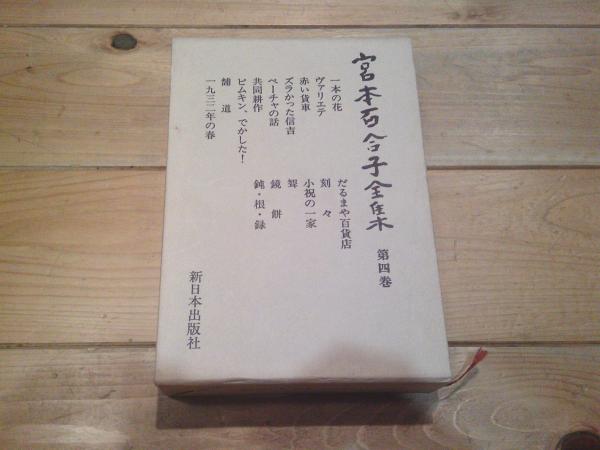 宮本百合子全集
第四巻
一本の花
ヴァリエテ
赤い貨車
ズラかった信吉
ペーチャの話
共同耕作
ピムキン、でかした!
舗道
一九三二年の春
だるまや百貨店
刻々
小祝の一家
鏡餅
鈍・根・録
新日本出版社